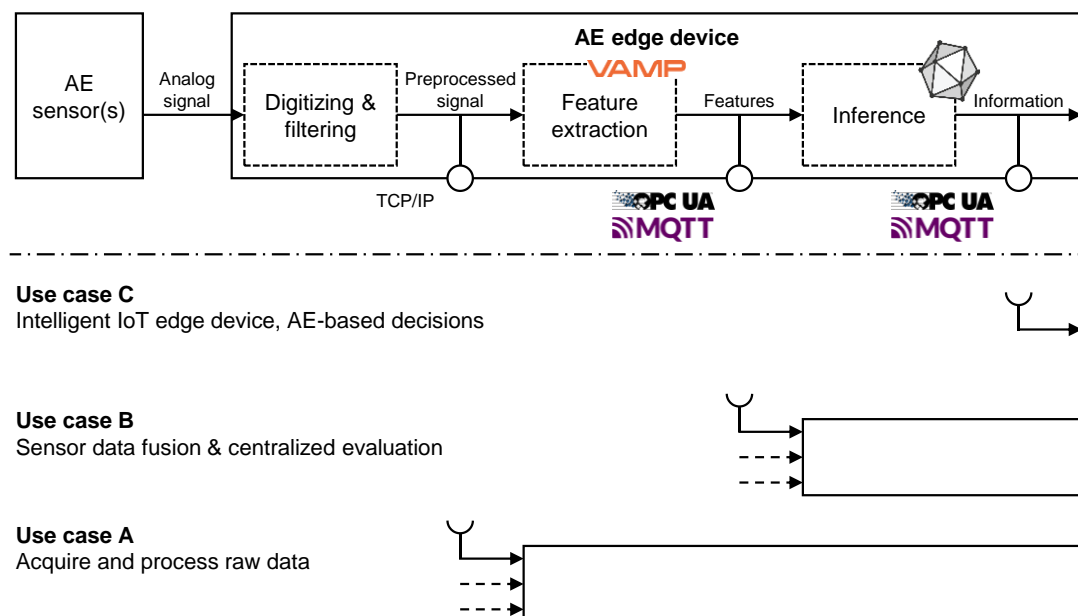 AE edge device
VAMP
AE
sensor(s)
Analog
signal
Digitizing &
filtering
Preprocessed
signal
Feature
extraction
Features
Inference
Information
TCP/IP
OPC UA
MQTT
OPC UA
MQTT
Use case C
Intelligent IoT edge device, AE-based decisions
Use case B
Sensor data fusion & centralized evaluation
Use case A
Acquire and process raw data